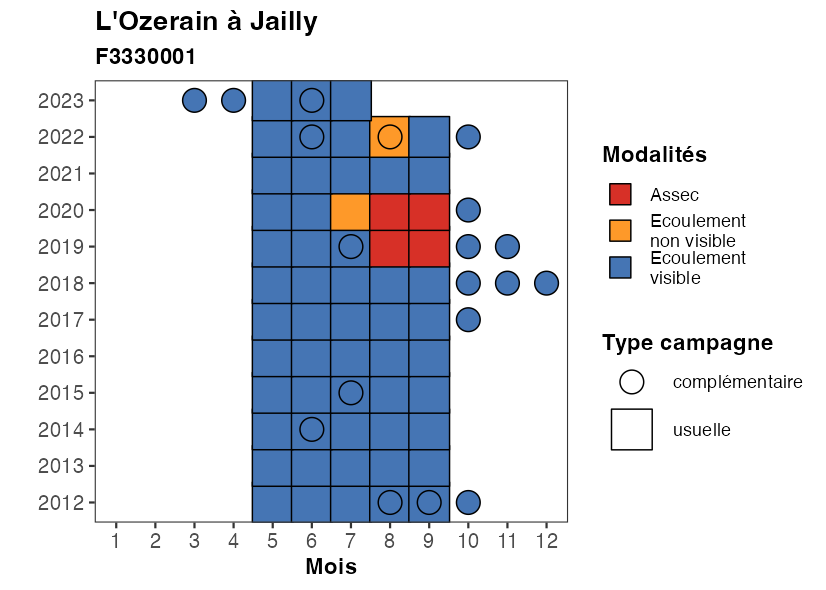 L'Ozerain à Jailly
F3330001
2023
2022
2021
2020
2019
2018
2017
2016
2015
2014
2013
2012
1 2 3 4 5 6 7 8 9 10 11 12
Mois
Modalités
Assec
Ecoulement
non visible
Ecoulement
visible
Type campagne
complémentaire
usuelle